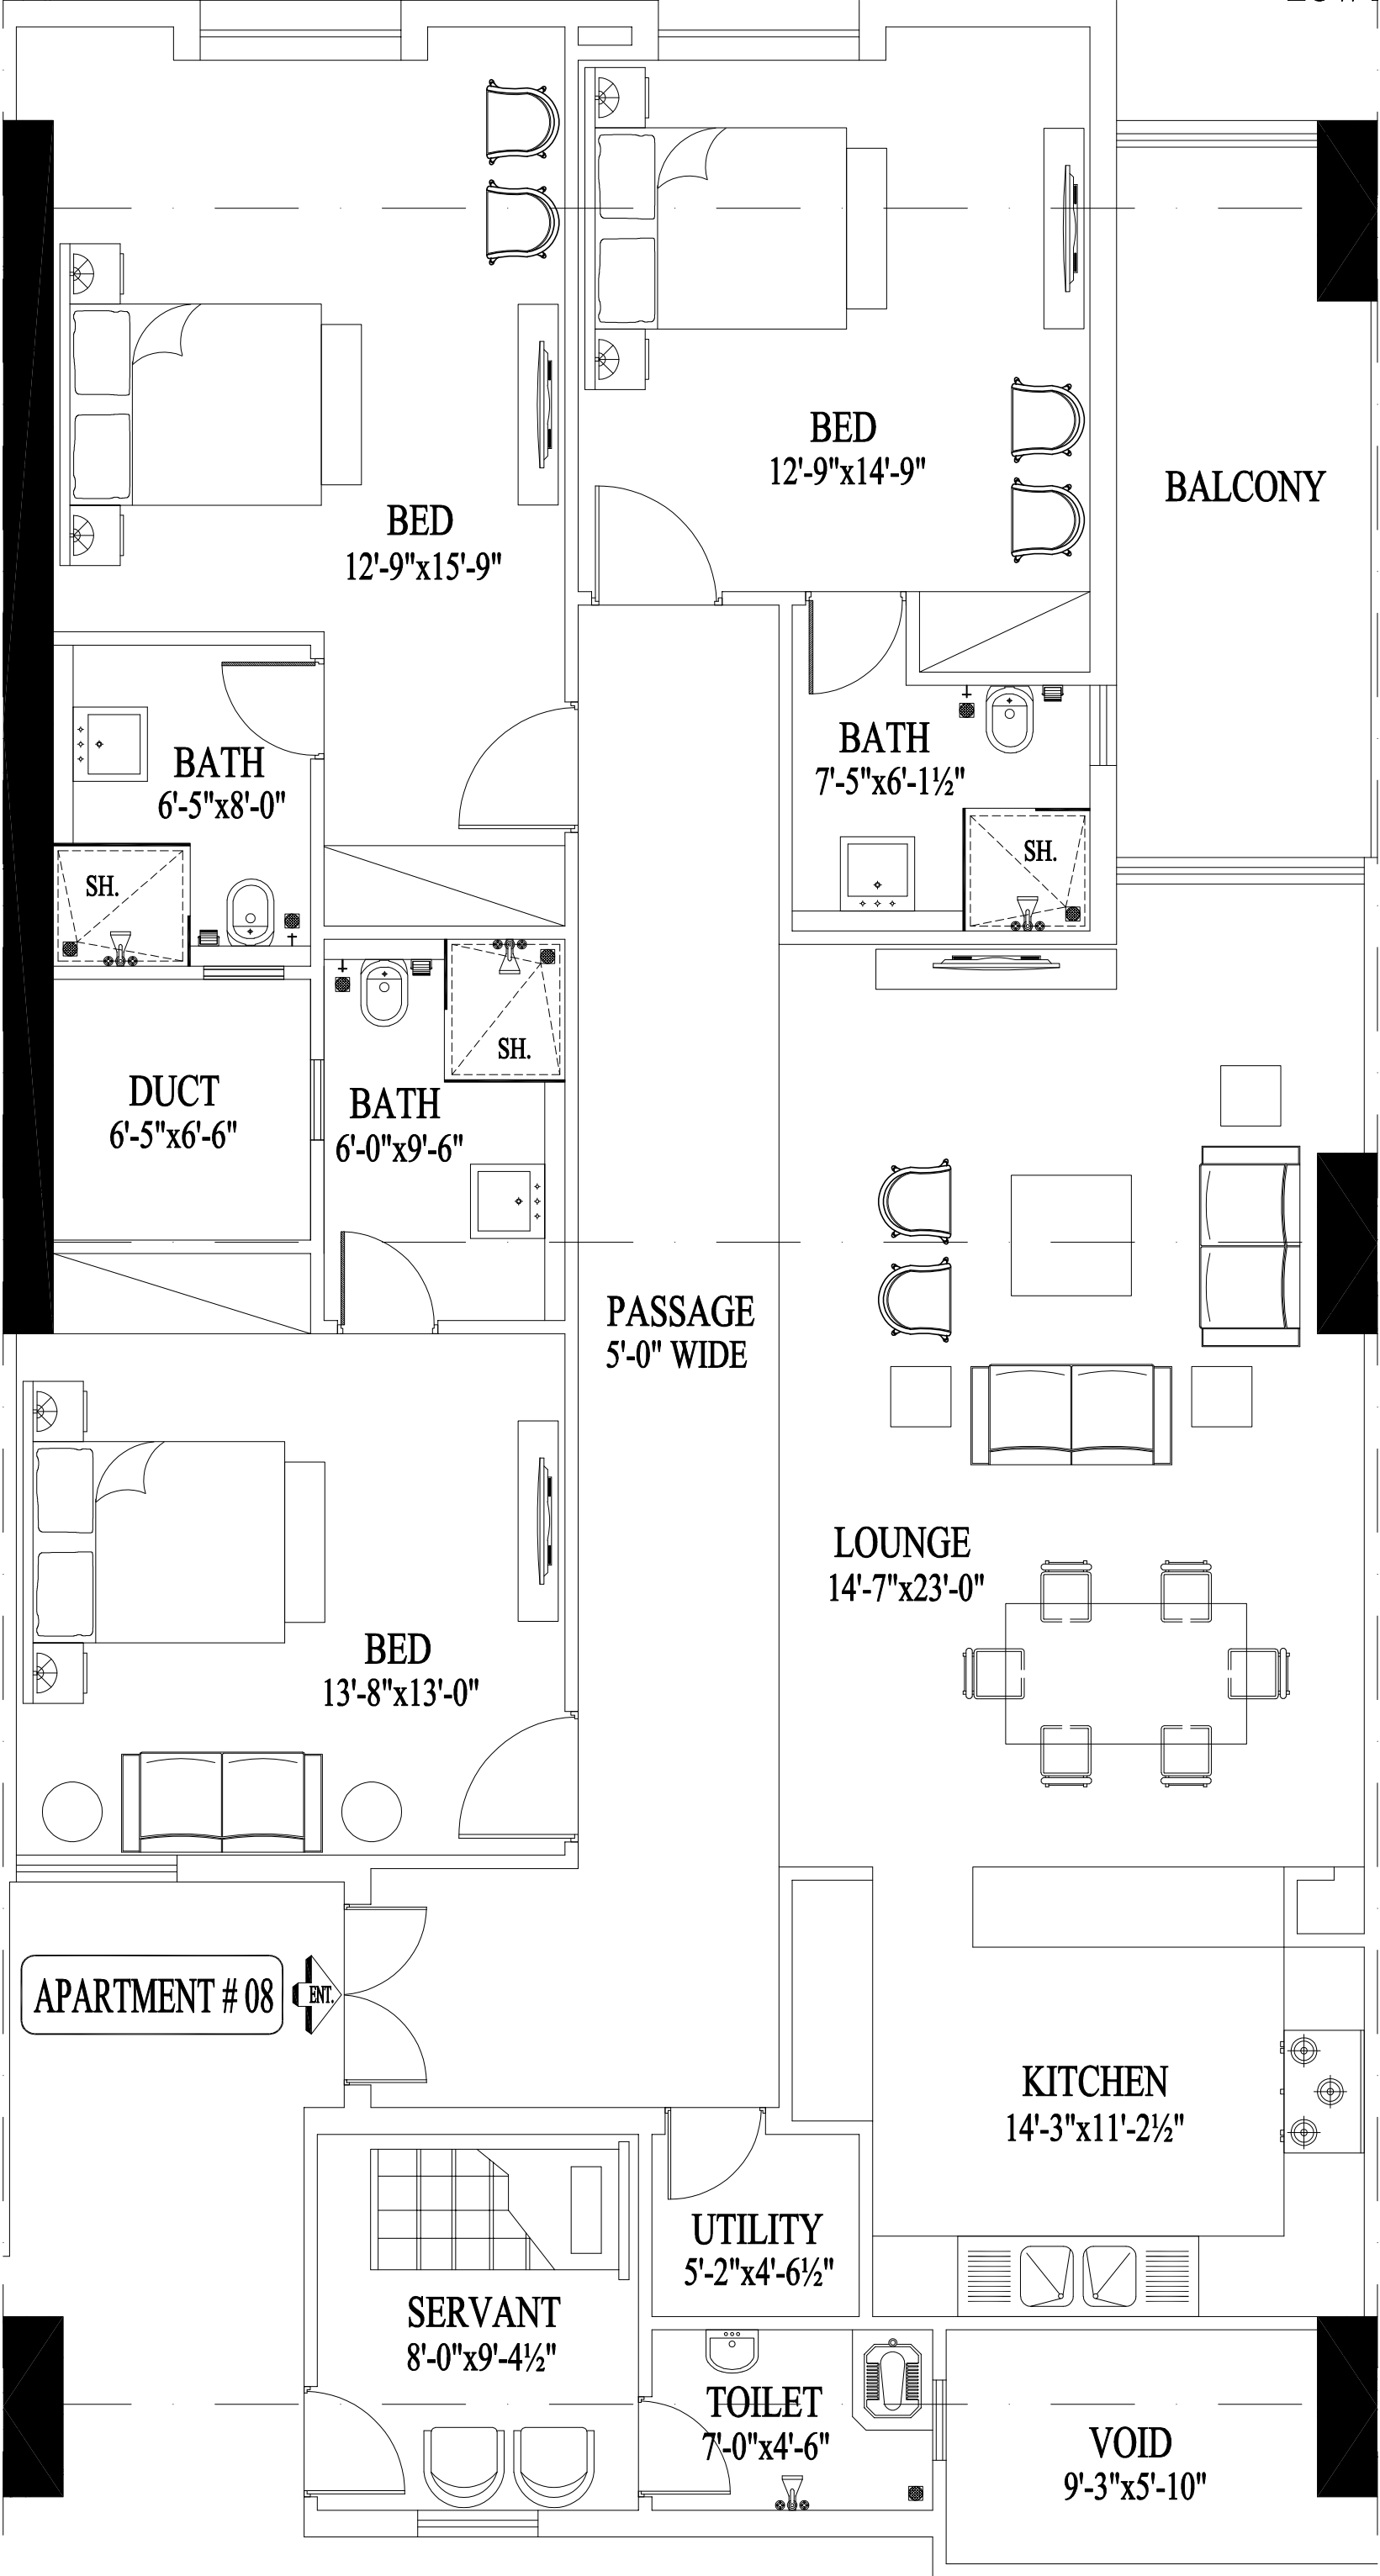 BED
12'-9"x14'-9"
BALCONY
BED
12'-9"x15'-9"
BATH
7'-5"x6'-1½"
BATH
6'-5"x8'-0"
SH.
SH.
SH.
DUCT
6'-5"x6'-6"
BATH
6'-0"x9'-6"
PASSAGE
5'-0" WIDE
LOUNGE
14'-7"x23'-0"
BED
13'-8"x13'-0"
APARTMENT # 08
ENT.
KITCHEN
14'-3"x11'-2½"
UTILITY
5'-2"x4'-6½"
SERVANT
8'-0"x9'-4½"
TOILET
7'-0"x4'-6"
VOID
9'-3"x5'-10"